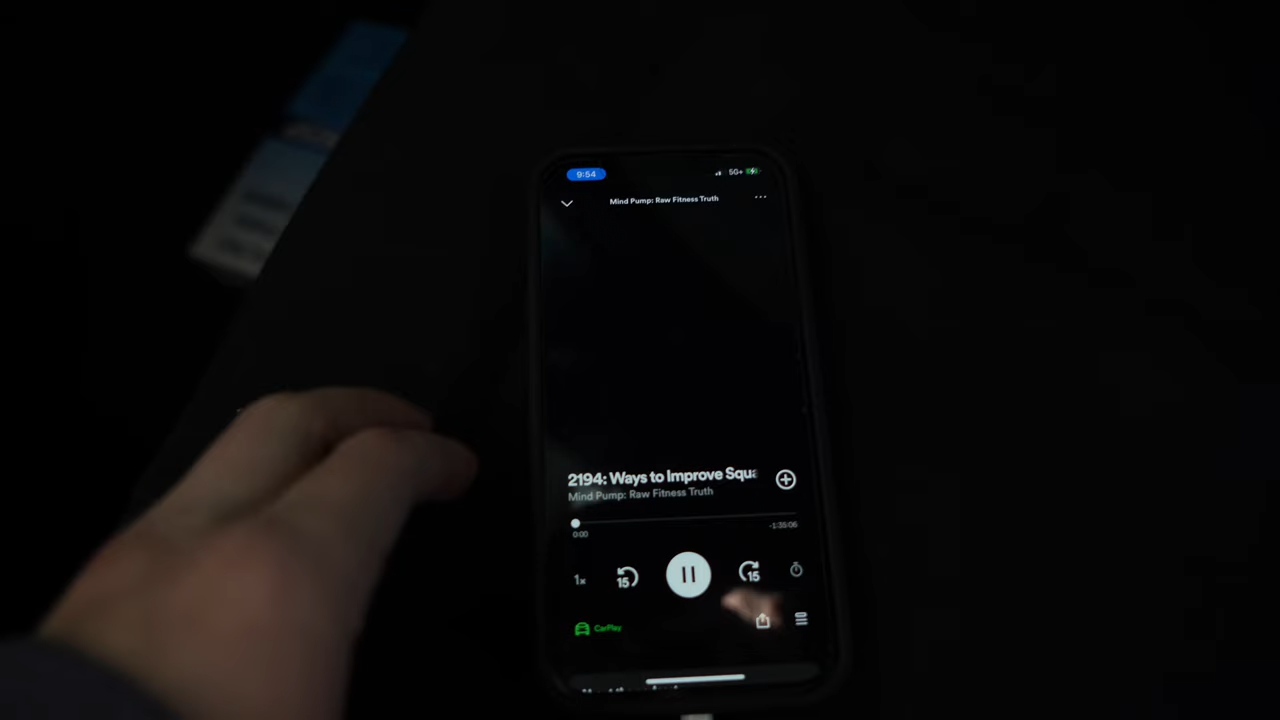 9:54
5G+
Mind Pump: Raw Fitness Truth
2194: Ways to Improve Squa
Mind Pump: Raw Fitness Truth
0:00
-1:35:06
1x
15
15
CarPlay